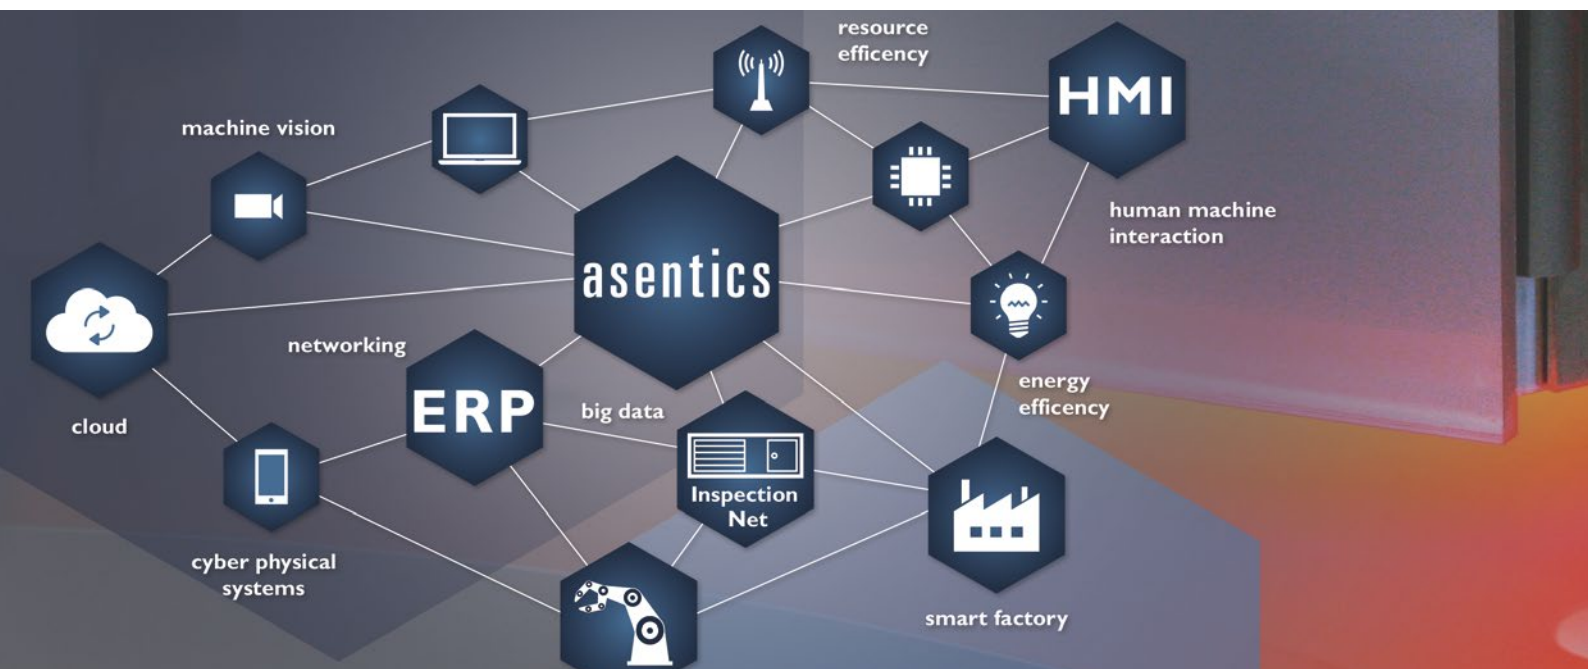 resource
efficency
HMI
machine vision
human machine
interaction
asentics
networking
energy
efficency
ERP
big data
cloud
Inspection
Net
cyber physical
systems
smart factory